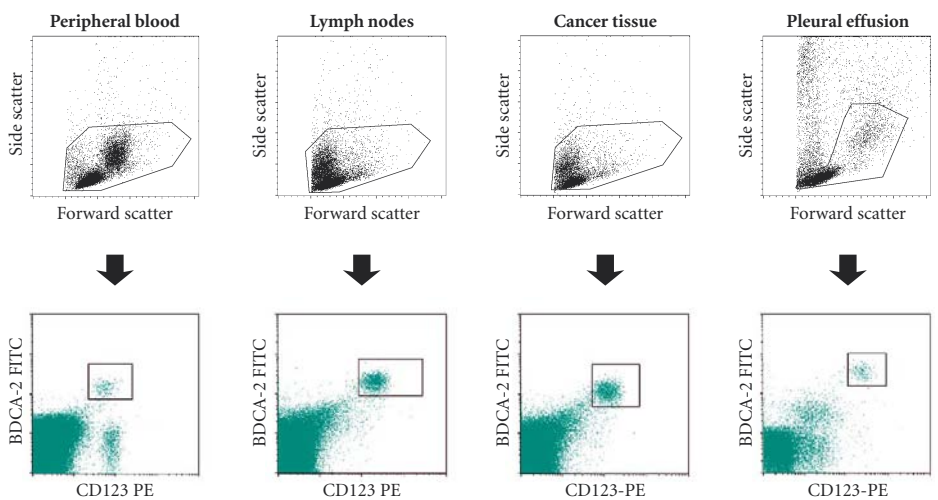 Peripheral blood
Lymph nodes
Cancer tissue
Pleural effusion
Side scatter
Side scatter
Side scatter
Side scatter
Forward scatter
Forward scatter
Forward scatter
Forward scatter
BDCA-2 FITC
BDCA-2 FITC
BDCA-2 FITC
BDCA-2 FITC
CD123 PE
CD123 PE
CD123-PE
CD123-PE